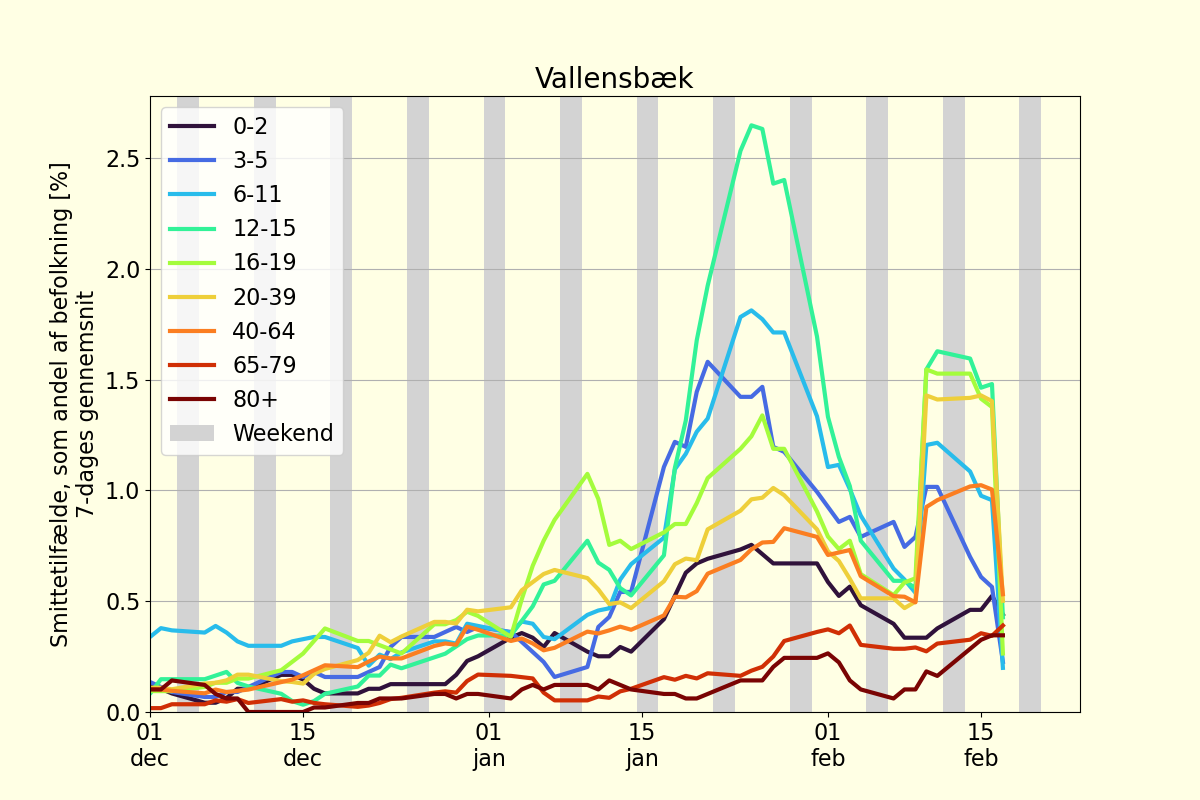 Vallensbæk
Smittetilfælde, som andel af befolkning [%]
7-dages gennemsnit
2.5
2.0
1.5
1.0
0.5
0.0
0-2
3-5
6-11
12-15
16-19
20-39
40-64
65-79
80+
Weekend
01 15 01 15 01 15
dec dec jan jan feb feb